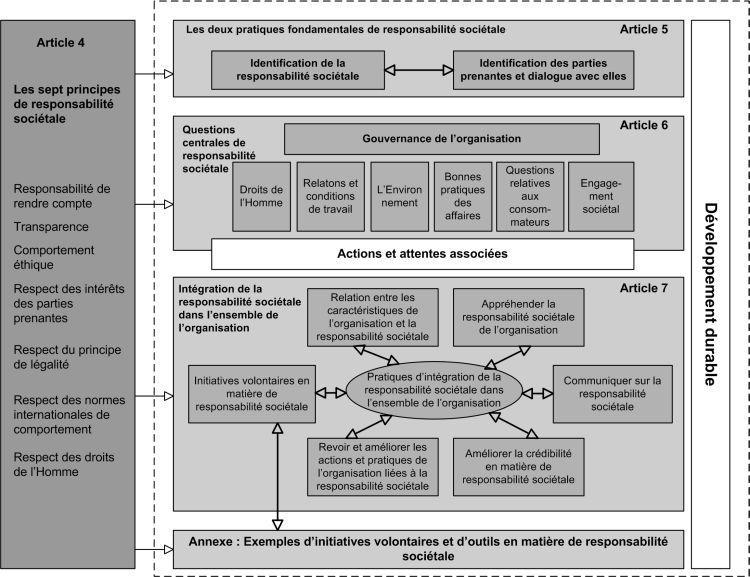 Article 4
Les sept principes
de responsabilité
sociétale
Responsabilité de
rendre compte
Transparence
Comportement
éthique
Respect des intérêts
des parties
prenantes
Respect du principe
de légalité
Respect des normes
internationales de
comportement
Respect des droits
de l’Homme
Les deux pratiques fondamentales de responsabilité sociétale
Article 5
Identification de la
responsabilité sociétale
Identification des parties
prenantes et dialogue avec elles
Questions
centrales de
responsabilité
sociétale
Article 6
Gouvernance de l’organisation
Droits de
l’Homme
Relatons et
conditions
de travail
L’Environ
nement
Bonnes
pratiques
des
affaires
Questions
relatives
aux
consom-
mateurs
Engage-
ment
sociétal
Actions et attentes associées
Intégration de la
responsabilité sociétale
dans l’ensemble de
l’organisation
Article 7
Relation entre les
caractéristiques de
l’organisation et la
responsabilité sociétale
Appréhender la
responsabilité sociétale
de l’organisation
Initiatives volontaires en
matière de
responsabilité sociétale
Pratiques d’intégration de la
responsabilité sociétale dans
l’ensemble de l’organisation
Communiquer sur la
responsabilité
sociétale
Revoir et améliorer les
actions et pratiques de
l’organisation liées à la
responsabilité sociétale
Améliorer la crédibilité
en matière de
responsabilité sociétale
Annexe : Exemples d’initiatives volontaires et d’outils en matière de responsabilité
sociétale
Développement durable